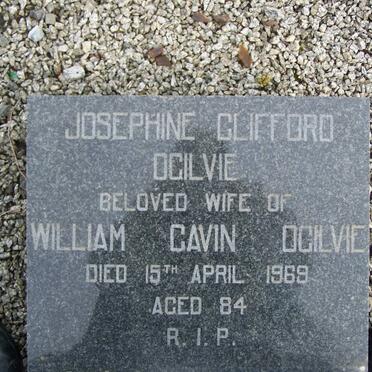 JOSEPHINE CLIFFORD
OGILVIE
BELOVED WIFE OF
WILLIAM GAVIN OGILVIE
DIED 15TH APRIL 1969
AGED 84
R. I. P.